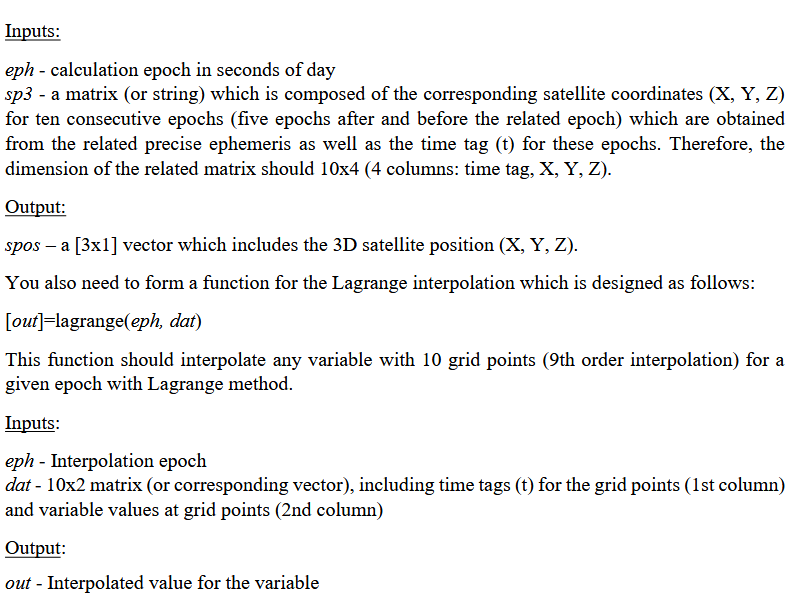 Inputs:
eph - calculation epoch in seconds of day
sp3 - a matrix (or string) which is composed of the corresponding satellite coordinates (X, Y, Z)
for ten consecutive epochs (five epochs after and before the related epoch) which are obtained
from the related precise ephemeris as well as the time tag (t) for these epochs. Therefore, the
dimension of the related matrix should 10x4 (4 columns: time tag, X, Y, Z).
Output:
spos – a [3x1] vector which includes the 3D satellite position (X, Y, Z).
You also need to form a function for the Lagrange interpolation which is designed as follows:
[out]=lagrange(eph, dat)
This function should interpolate any variable with 10 grid points (9th order interpolation) for a
given epoch with Lagrange method.
Inputs:
eph - Interpolation epoch
dat - 10x2 matrix (or corresponding vector), including time tags (t) for the grid points (1st column)
and variable values at grid points (2nd column)
Output:
out - Interpolated value for the variable